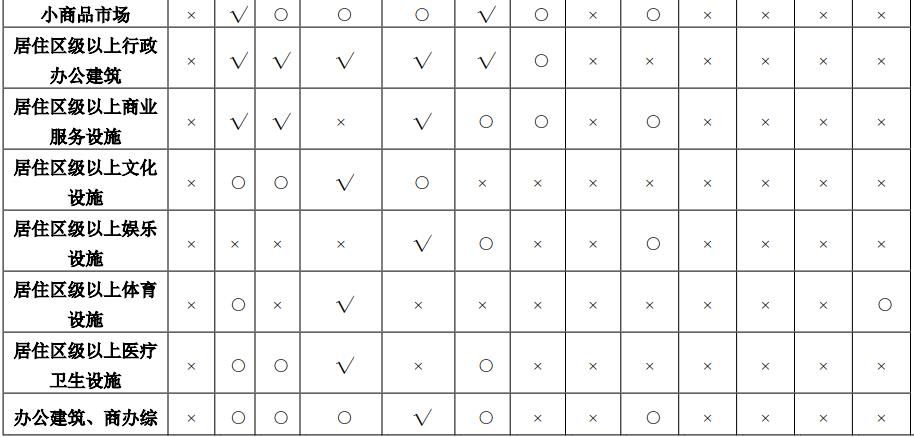 小商品市场 × √ ○ ○ ○ √ ○ × ○ × × × ×
居住区级以上行政
办公建筑 × √ √ √ √ √ ○ × × × × × ×
居住区级以上商业
服务设施 × √ √ × √ ○ ○ × ○ × × × ×
居住区级以上文化
设施 × ○ ○ √ ○ × × × × × × × ×
居住区级以上娱乐
设施 × × × × √ ○ × × ○ × × × ×
居住区级以上体育
设施 × ○ × √ × × × × × × × × ○
居住区级以上医疗
卫生设施 × ○ ○ √ × ○ × × × × × × ×
办公建筑、商办综 × ○ ○ ○ √ ○ × × ○ × × × ×